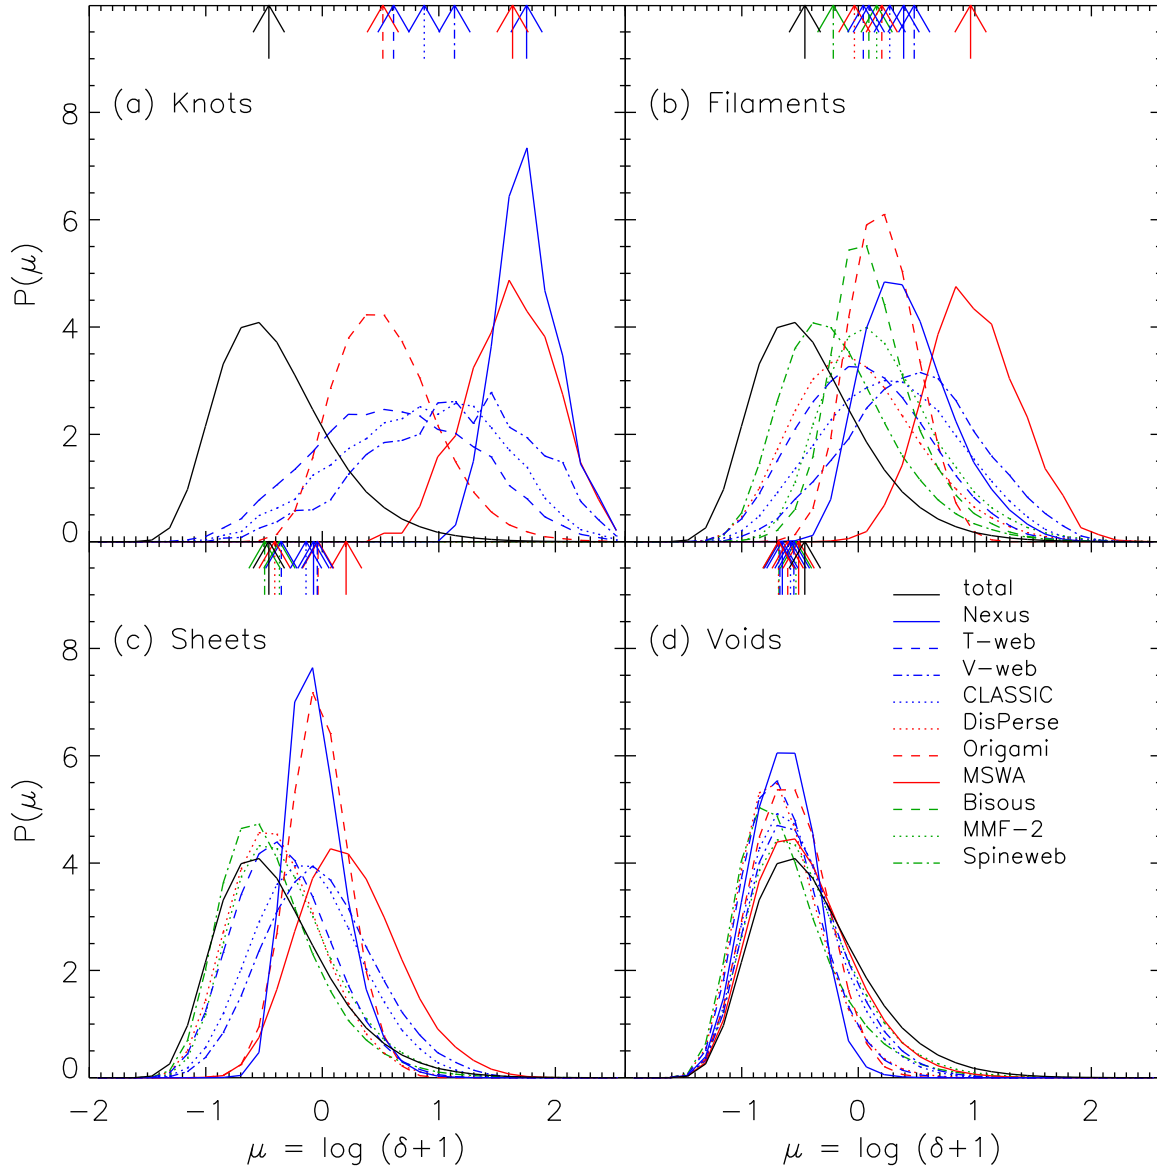 (a) Knots
(b) Filaments
8
6
4
2
0
P(μ)
8
6
4
2
0
P(μ)
(c) Sheets
(d) Voids
total
Nexus
T-web
V-web
CLASSIC
DisPerse
Origami
MSWA
Bisous
MMF-2
Spineweb
-2 -1 0 1 2
-1 0 1 2
μ = log (δ+1)
μ = log (δ+1)